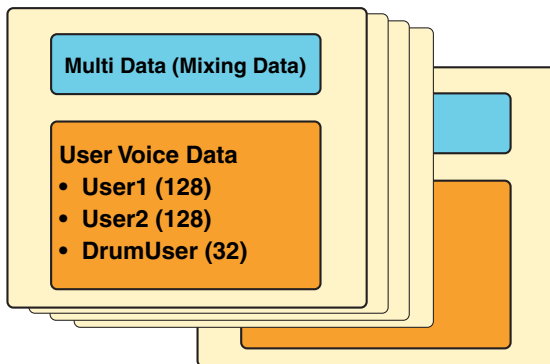 Multi Data (Mixing Data)
User Voice Data
• User1 (128)
• User2 (128)
• DrumUser (32)